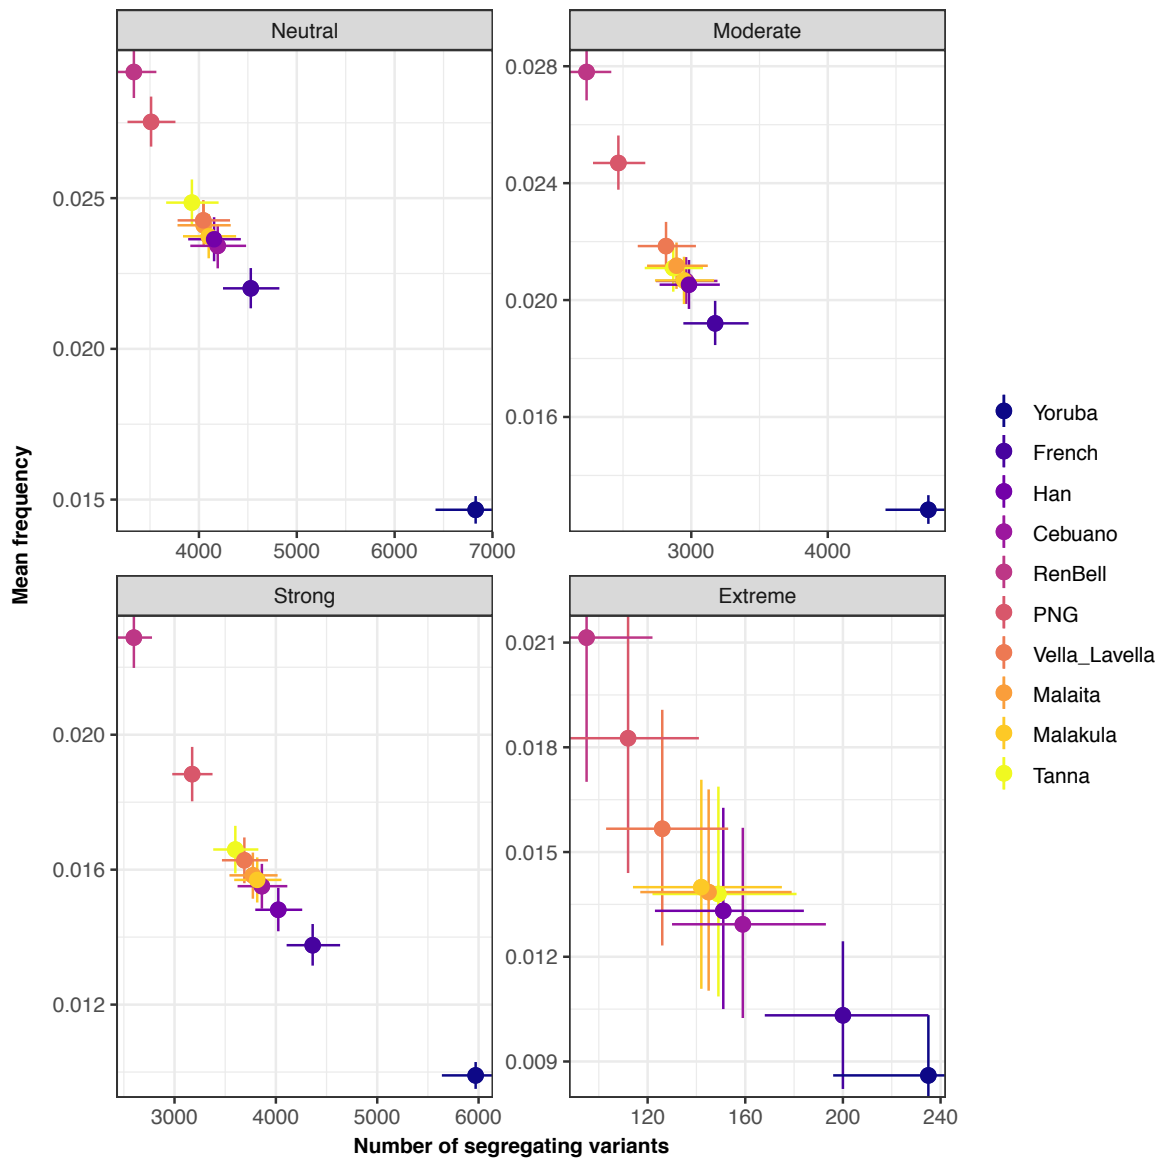 Neutral
Moderate
0.025
0.020
0.015
4000 5000 6000 7000
0.028
0.024
0.020
0.016
3000 4000
Mean frequency
Strong
Extreme
0.020
0.016
0.012
3000 4000 5000 6000
0.021
0.018
0.015
0.012
0.009
120 160 200 240
Number of segregating variants
Yoruba
French
Han
Cebuano
RenBell
PNG
Vella_Lavella
Malaita
Malakula
Tanna